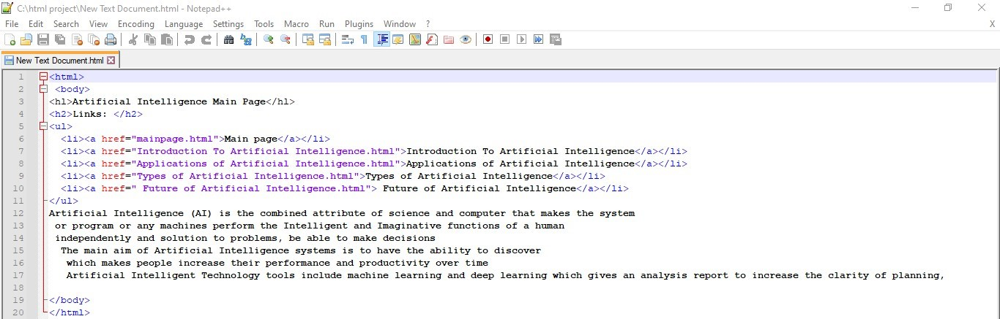 C:\html project\New Text Document.html - Notepad++
File Edit Search View Encoding Language Settings Tools Macro Run Plugins Window ? X
New Text Document.html
1 <html>
2 <body>
3 <hl>Artificial Intelligence Main Page</hl>
4 <h2>Links: </h2>
5 <ul>
6 <li><a href="mainpage.html">Main page</a></li>
7 <li><a href="Introduction To Artificial Intelligence.html">Introduction To Artificial Intelligence</a></li>
8 <li><a href="Applications of Artificial Intelligence.html">Applications of Artificial Intelligence</a></li>
9 <li><a href="Types of Artificial Intelligence.html">Types of Artificial Intelligence</a></li>
10 <li><a href=" Future of Artificial Intelligence.html"> Future of Artificial Intelligence</a></li>
11 </ul>
12 Artificial Intelligence (AI) is the combined attribute of science and computer that makes the system
13 or program or any machines perform the Intelligent and Imaginative functions of a human
14 independently and solution to problems, be able to make decisions
15 The main aim of Artificial Intelligence systems is to have the ability to discover
16 which makes people increase their performance and productivity over time
17 Artificial Intelligent Technology tools include machine learning and deep learning which gives an analysis report to increase the clarity of planning,
18
19 </body>
20 </html>